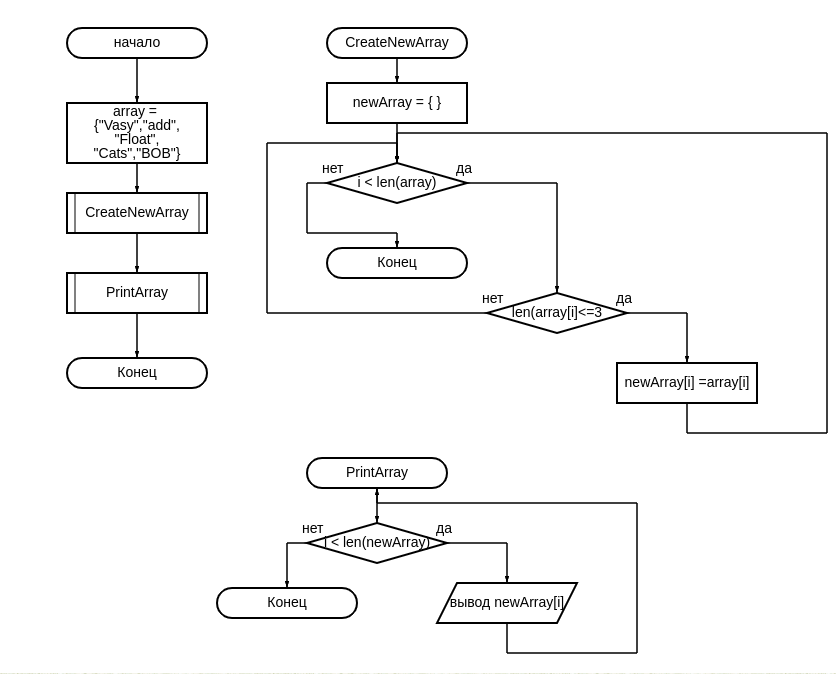 начало
array =
{"Vasy","add",
"Float",
"Cats","BOB"}
CreateNewArray
PrintArray
Конец
CreateNewArray
newArray = { }
нет
да
i < len(array)
Конец
нет
да
len(array[i]<=3
newArray[i] =array[i]
PrintArray
нет
да
i < len(newArray)
Конец
вывод newArray[i]